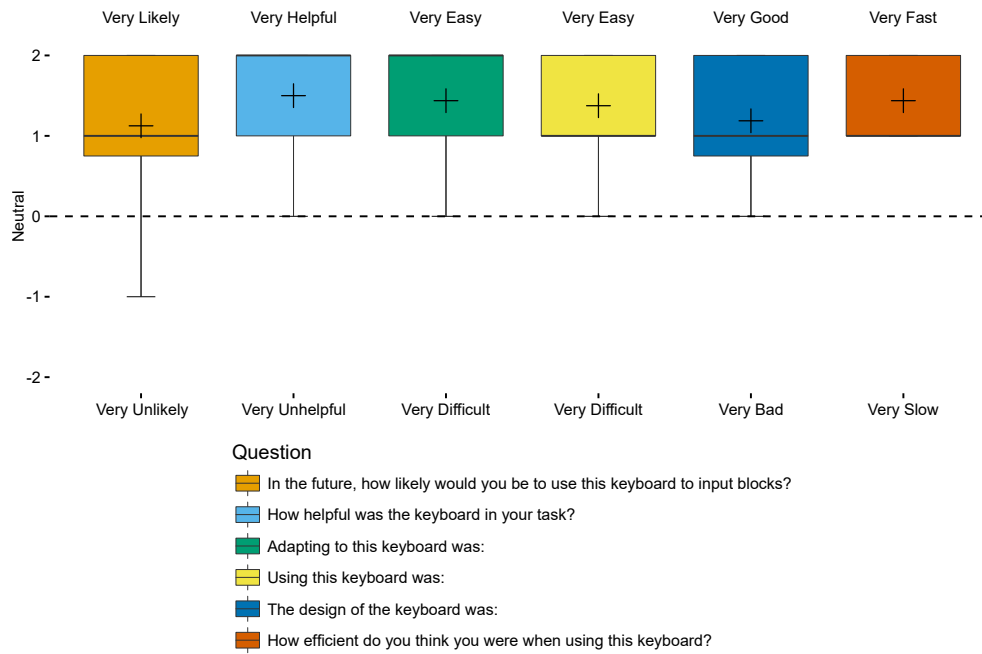 Very Likely Very Helpful Very Easy Very Easy Very Good Very Fast
2
1
0
-1
-2
Neutral
Very Unlikely Very Unhelpful Very Difficult Very Difficult Very Bad Very Slow
Question
In the future, how likely would you be to use this keyboard to input blocks?
How helpful was the keyboard in your task?
Adapting to this keyboard was:
Using this keyboard was:
The design of the keyboard was:
How efficient do you think you were when using this keyboard?